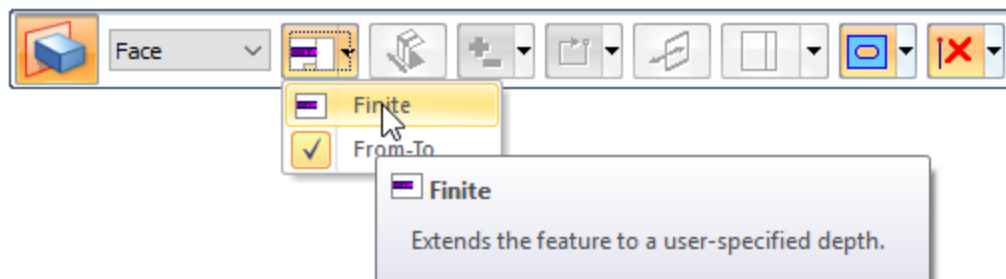 Face
Finite
From-To
Finite
Extends the feature to a user-specified depth.